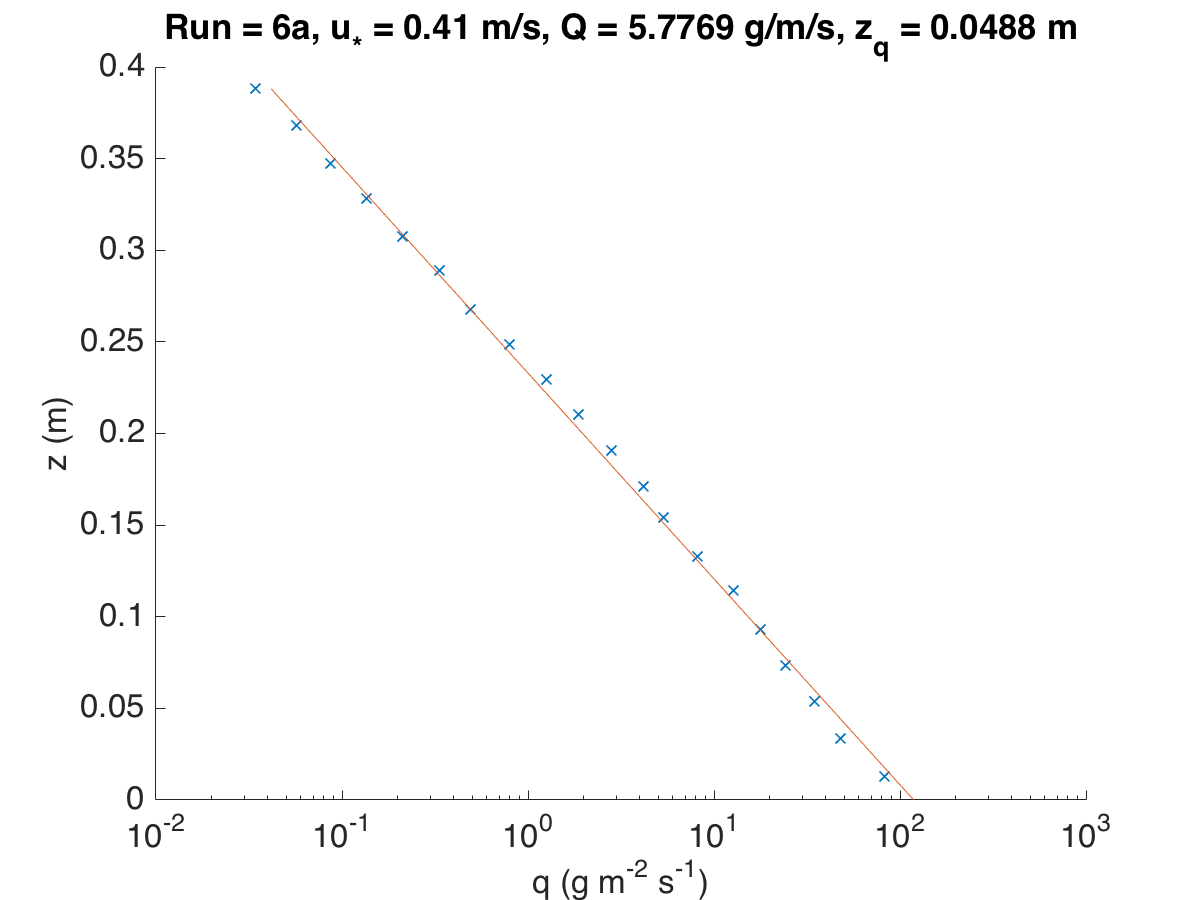 Run = 6a, u* = 0.41 m/s, Q = 5.7769 g/m/s, zq = 0.0488 m
0.4
0.35
0.3
0.25
0.2
0.15
0.1
0.05
0
z (m)
10-2 10-1 100 101 102 103
q (g m-2 s-1)